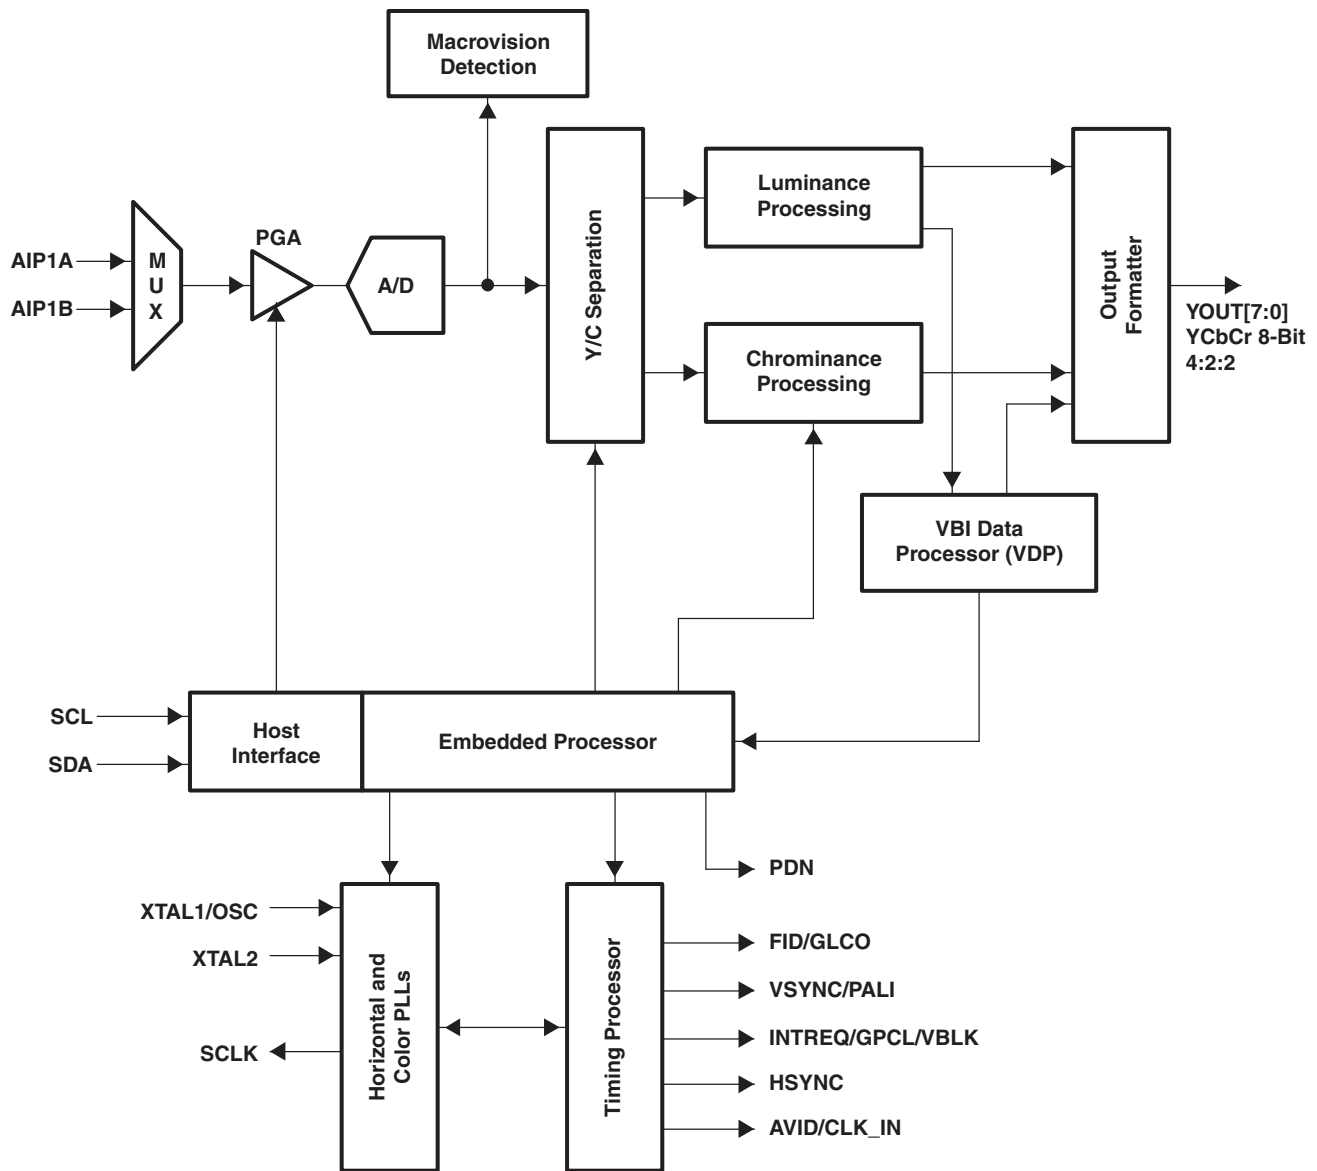 Macrovision
Detection
PGA
AIP1A
AIP1B
M
U
X
A/D
Y/C Separation
Luminance
Processing
Chrominance
Processing
Output
Formatter
YOUT[7:0]
YCbCr 8-Bit
4:2:2
VBI Data
Processor (VDP)
SCL
SDA
Host
Interface
Embedded Processor
PDN
XTAL1/OSC
XTAL2
SCLK
Horizontal and
Color PLLs
Timing Processor
FID/GLCO
VSYNC/PALI
INTREQ/GPCL/VBLK
HSYNC
AVID/CLK_IN